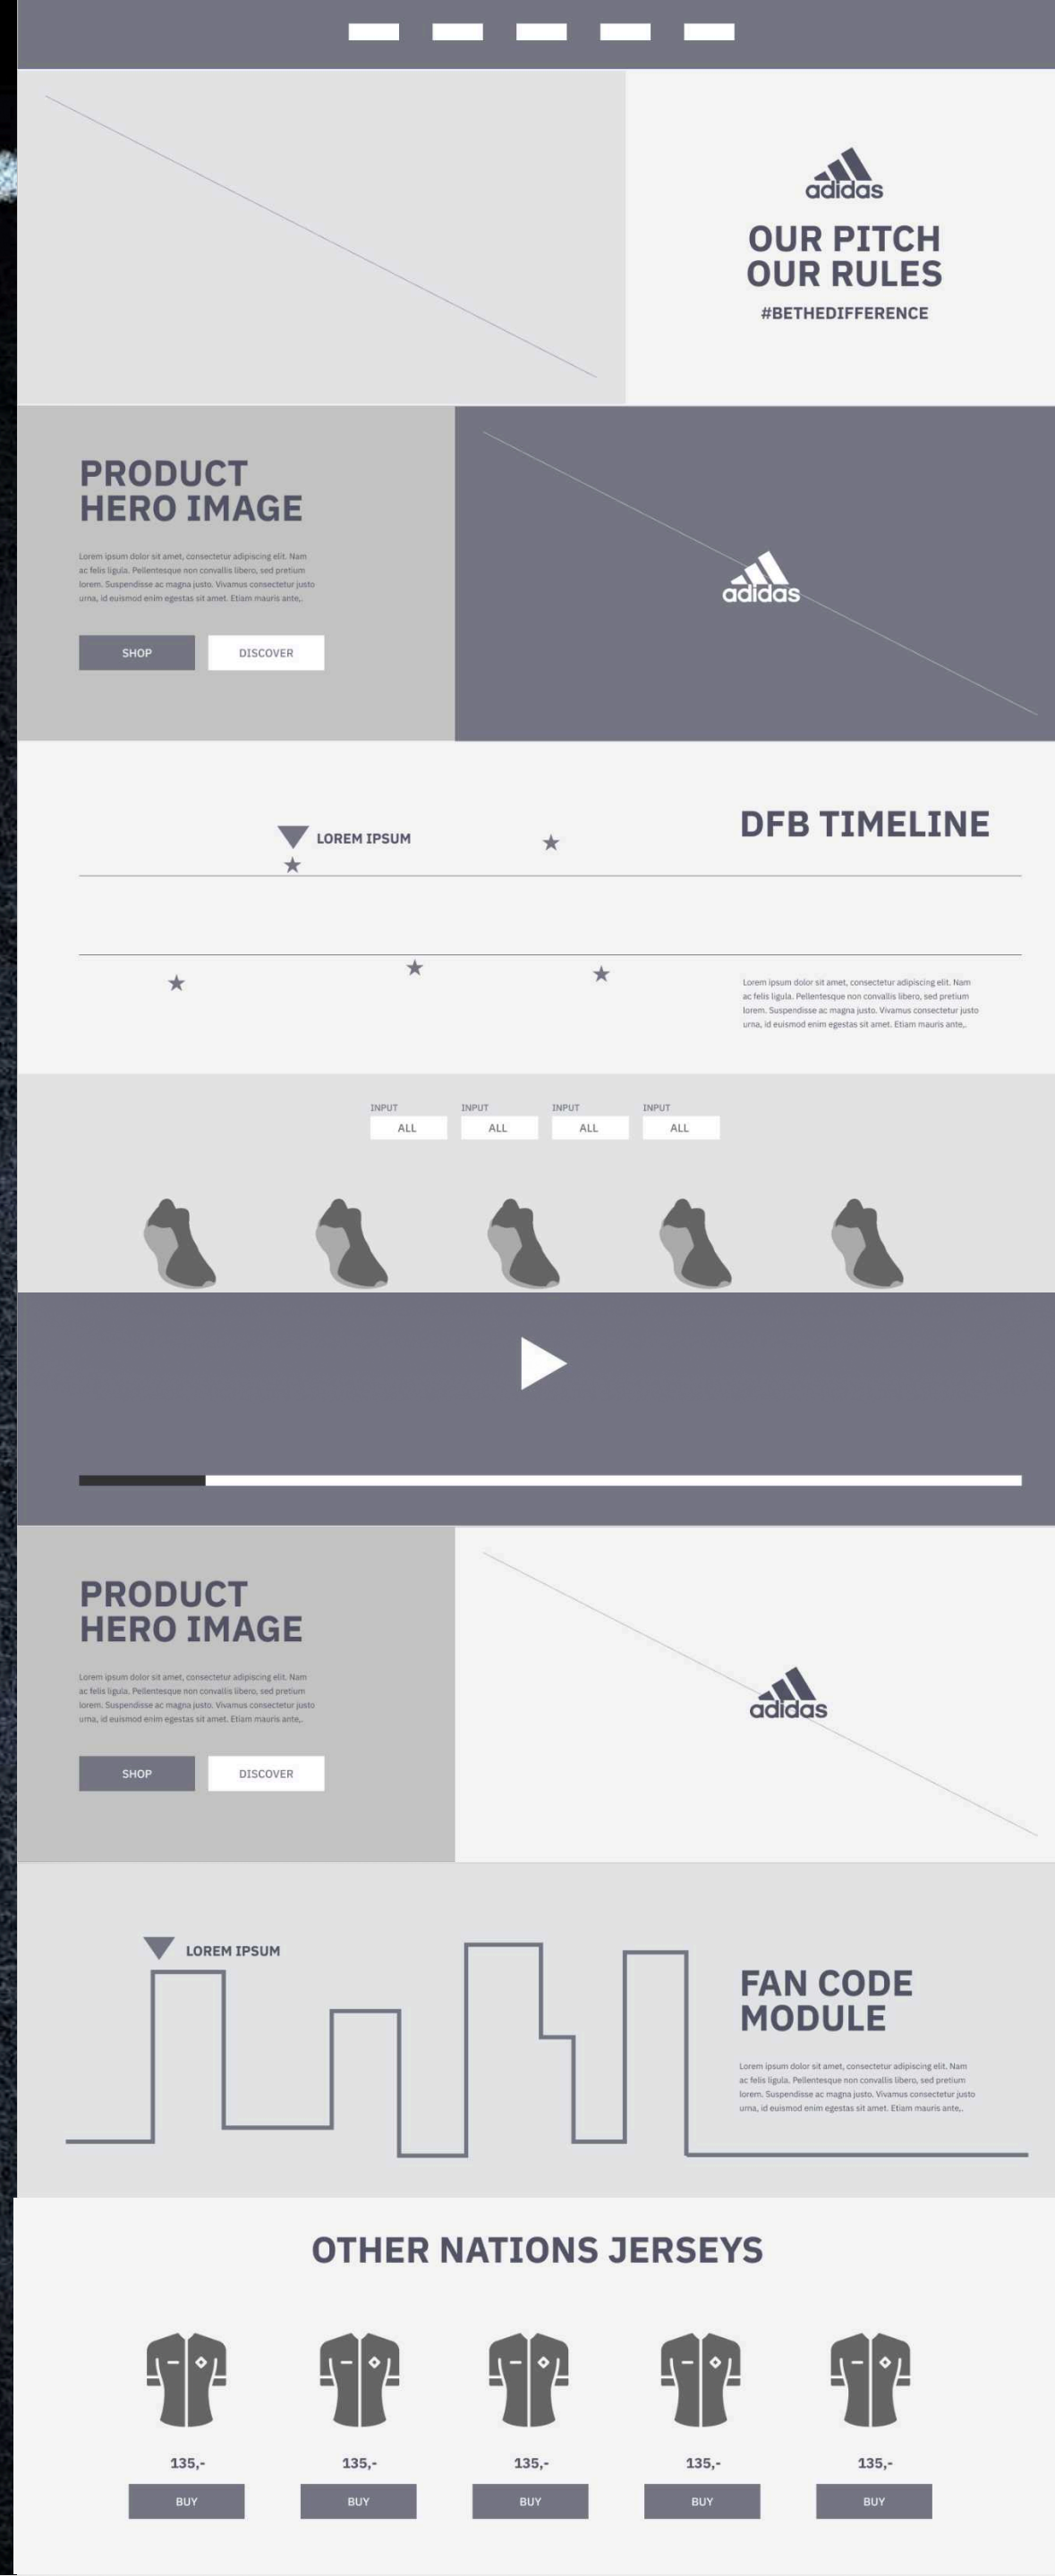 adidas
OUR PITCH
OUR RULES
#BETHEDIFFERENCE
PRODUCT
HERO IMAGE
Lorem ipsum dolor sit amet, consectetur adipiscing elit. Nam
ac felis ligula. Pellentesque non convallis libero, sed pretium
lorem. Suspendisse ac magna justo. Vivamus consectetur justo
urna, id euismod enim egestas sit amet. Etiam mauris ante,.
SHOP
DISCOVER
adidas
LOREM IPSUM
DFB TIMELINE
Lorem ipsum dolor sit amet, consectetur adipiscing elit. Nam
ac felis ligula. Pellentesque non convallis libero, sed pretium
lorem. Suspendisse ac magna justo. Vivamus consectetur justo
urna, id euismod enim egestas sit amet. Etiam mauris ante,.
INPUT INPUT INPUT INPUT
ALL ALL ALL ALL
PRODUCT
HERO IMAGE
Lorem ipsum dolor sit amet, consectetur adipiscing elit. Nam
ac felis ligula. Pellentesque non convallis libero, sed pretium
lorem. Suspendisse ac magna justo. Vivamus consectetur justo
urna, id euismod enim egestas sit amet. Etiam mauris ante,.
SHOP
DISCOVER
adidas
LOREM IPSUM
FAN CODE
MODULE
Lorem ipsum dolor sit amet, consectetur adipiscing elit. Nam
ac felis ligula. Pellentesque non convallis libero, sed pretium
lorem. Suspendisse ac magna justo. Vivamus consectetur justo
urna, id euismod enim egestas sit amet. Etiam mauris ante,.
OTHER NATIONS JERSEYS
135,- 135,- 135,- 135,- 135,-
BUY BUY BUY BUY BUY